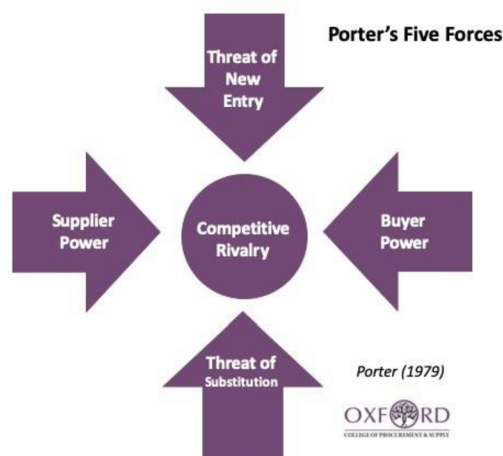 Porter's Five Forces
Threat of
New
Entry
Supplier
Power
Competitive
Rivalry
Buyer
Power
Threat of
Substitution
Porter (1979)
OXFORD
COLLEGE OF PROCUREMENT & SUPPLY